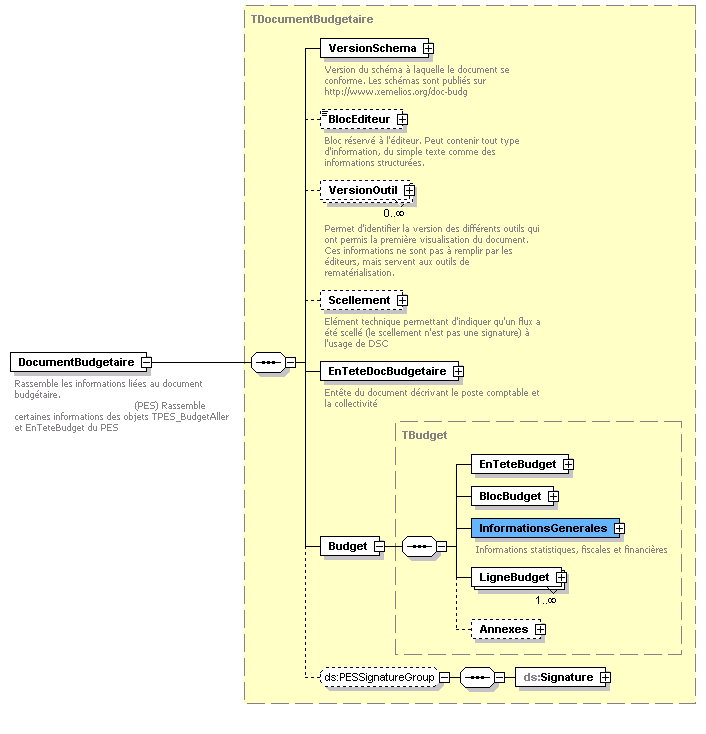 TDocumentBudgetaire
VersionSchema
Version du schéma à laquelle le document se
conforme. Les schémas sont publiés sur
http://www.xemelios.org/doc-budg
BlocEditeur
Bloc réservé à l'éditeur. Peut contenir tout type
d'information, du simple texte comme des
informations structurées.
VersionOutil
0..∞
Permet d'identifier la version des différents outils qui
ont permis la première visualisation du document.
Ces informations ne sont pas à remplir par les
éditeurs, mais servent aux outils de
rematérialisation.
Scellement
Elément technique permettant d'indiquer qu'un flux a
été scellé (le scellement n'est pas une signature) à
l'usage de DSC
DocumentBudgetaire
Rassemble les informations liées au document
budgétaire.
(PES) Rassemble
certaines informations des objets TPES_BudgetAller
et EnTeteBudget du PES
EnTeteDocBudgetaire
Entête du document décrivant le poste comptable et
la collectivité
TBudget
EnTeteBudget
BlocBudget
InformationsGenerales
Informations statistiques, fiscales et financières
Budget
LigneBudget
1..∞
Annexes
ds:PESSignatureGroup
ds:Signature